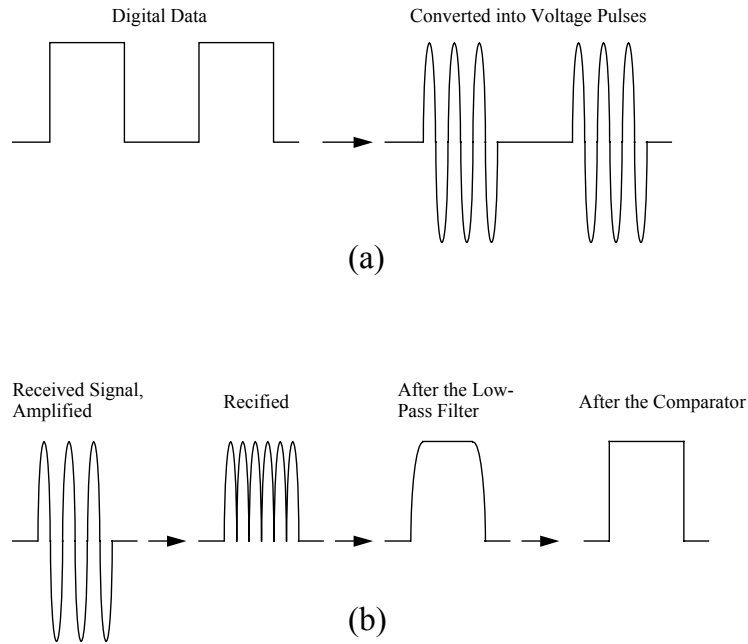 Digital Data
Converted into Voltage Pulses
(a)
Received Signal,
Amplified
Recified
After the Low-
Pass Filter
After the Comparator
(b)